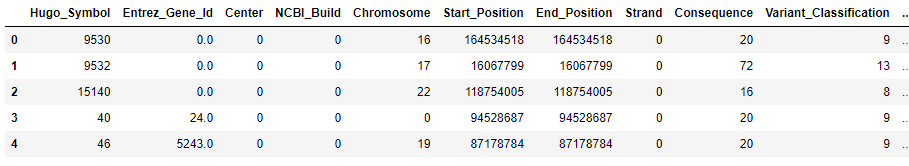 Hugo_Symbol Entrez_Gene_Id Center NCBI_Build Chromosome Start_Position End_Position Strand Consequence Variant_Classification ..
0 9530 0.0 0 0 16 164534518 164534518 0 20 9 ..
1 9532 0.0 0 0 17 16067799 16067799 0 72 13 ..
2 15140 0.0 0 0 22 118754005 118754005 0 16 8 ..
3 40 24.0 0 0 0 94528687 94528687 0 20 9 ..
4 46 5243.0 0 0 19 87178784 87178784 0 20 9 ..